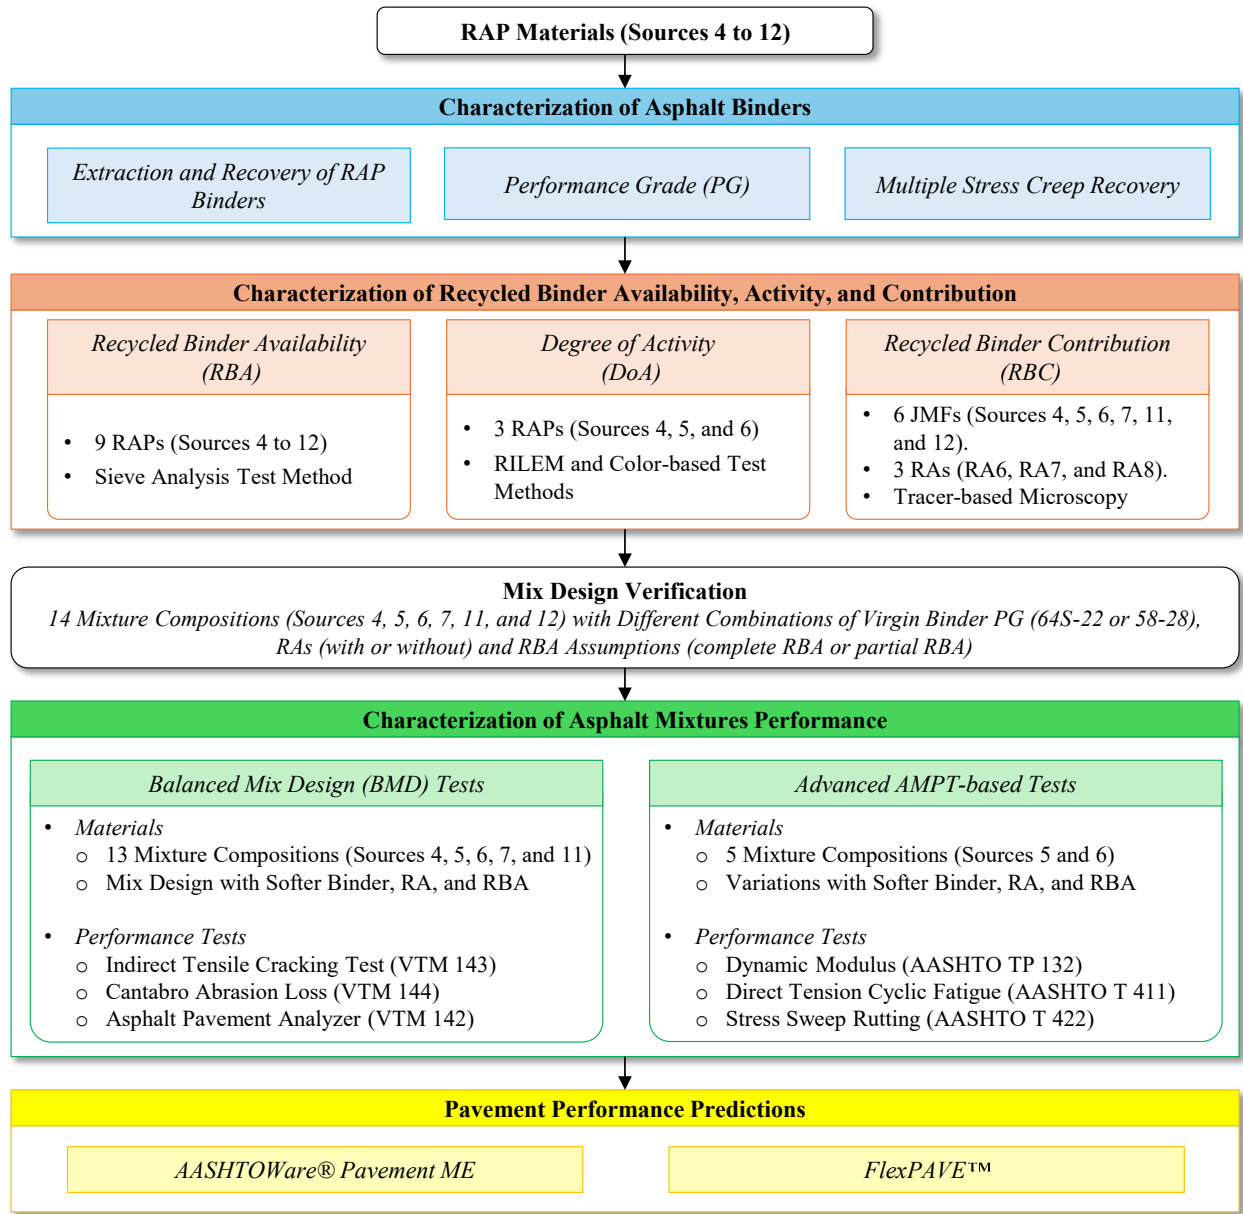 RAP Materials (Sources 4 to 12)
Characterization of Asphalt Binders
Extraction and Recovery of RAP
Binders
Performance Grade (PG)
Multiple Stress Creep Recovery
Characterization of Recycled Binder Availability, Activity, and Contribution
Recycled Binder Availability
(RBA)
• 9 RAPs (Sources 4 to 12)
• Sieve Analysis Test Method
Degree of Activity
(DoA)
• 3 RAPs (Sources 4, 5, and 6)
• RILEM and Color-based Test
Methods
Recycled Binder Contribution
(RBC)
• 6 JMFs (Sources 4, 5, 6, 7, 11,
and 12).
• 3 RAs (RA6, RA7, and RA8).
• Tracer-based Microscopy
Mix Design Verification
14 Mixture Compositions (Sources 4, 5, 6, 7, 11, and 12) with Different Combinations of Virgin Binder PG (64S-22 or 58-28),
RAs (with or without) and RBA Assumptions (complete RBA or partial RBA)
Characterization of Asphalt Mixtures Performance
Balanced Mix Design (BMD) Tests
• Materials
o 13 Mixture Compositions (Sources 4, 5, 6, 7, and 11)
o Mix Design with Softer Binder, RA, and RBA
• Performance Tests
o Indirect Tensile Cracking Test (VTM 143)
o Cantabro Abrasion Loss (VTM 144)
o Asphalt Pavement Analyzer (VTM 142)
Advanced AMPT-based Tests
• Materials
o 5 Mixture Compositions (Sources 5 and 6)
o Variations with Softer Binder, RA, and RBA
• Performance Tests
o Dynamic Modulus (AASHTO TP 132)
o Direct Tension Cyclic Fatigue (AASHTO T 411)
o Stress Sweep Rutting (AASHTO T 422)
Pavement Performance Predictions
AASHTOWare® Pavement ME
FlexPAVE™